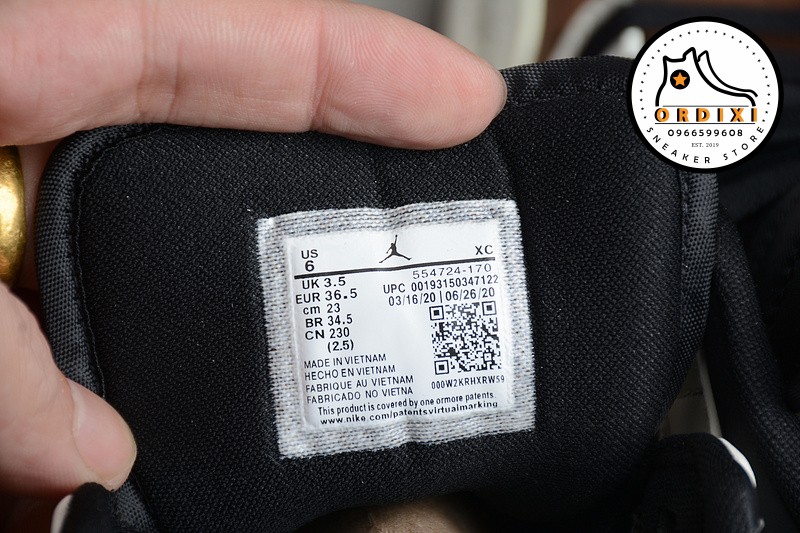 ORDIXI
0966599608
EST. 2019
SNEAKER STORE
US
6
XC
554724-170
UK 3.5
UPC 00193150347122
EUR 36.5
03/16/20 | 06/26/20
cm 23
BR 34.5
CN 230
(2.5)
MADE IN VIETNAM
HECHO EN VIETNAM
FABRIQUE AU VIETNAM
FABRICADO NO VIETNA
000W2KRHXRW59
This product is covered by one ormore patents.
www.nike.com/patentsvirtualmarking